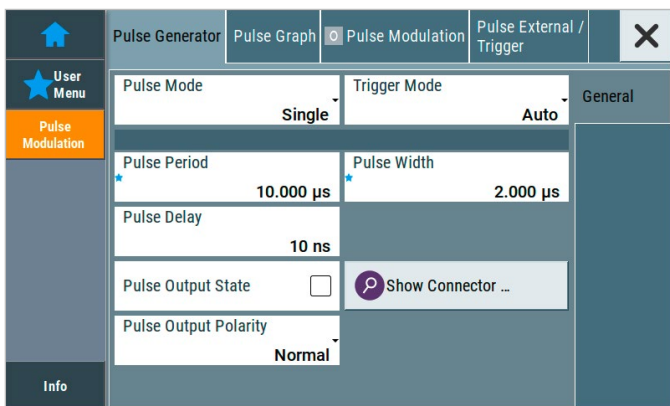 Pulse Generator
Pulse Graph
0 Pulse Modulation
Pulse External /
Trigger
User
Menu
Pulse
Modulation
Info
Pulse Mode
Single
Trigger Mode
Auto
General
Pulse Period
10.000 µs
Pulse Width
2.000 µs
Pulse Delay
10 ns
Pulse Output State
Show Connector ...
Pulse Output Polarity
Normal